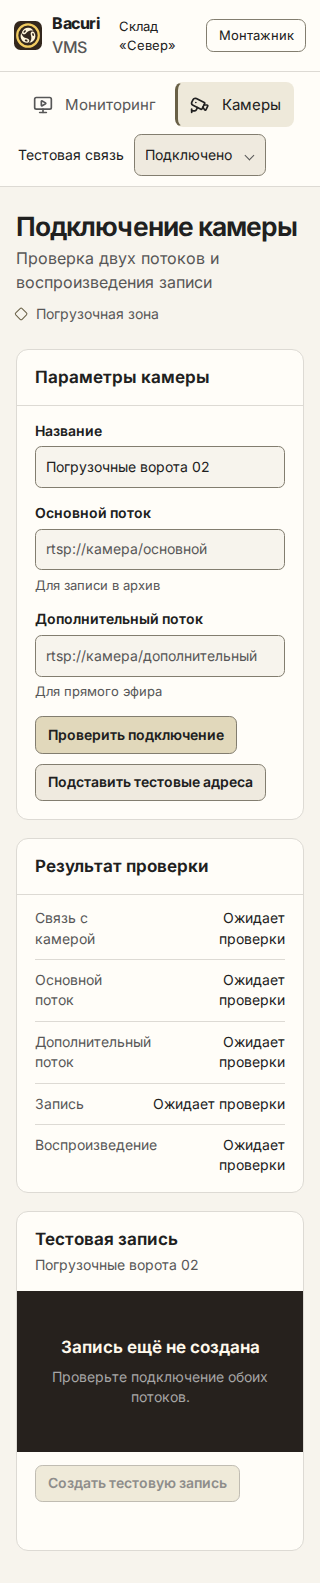 Bacuri
VMS
Склад
«Север»
Монтажник
Мониторинг
Камеры
Тестовая связь
Подключено
Подключение камеры
Проверка двух потоков и
воспроизведения записи
Погрузочная зона
Параметры камеры
Название
Погрузочные ворота 02
Основной поток
rtsp://камера/основной
Для записи в архив
Дополнительный поток
rtsp://камера/дополнительный
Для прямого эфира
Проверить подключение
Подставить тестовые адреса
Результат проверки
Связь с
камерой
Ожидает
проверки
Основной
поток
Ожидает
проверки
Дополнительный
поток
Ожидает
проверки
Запись
Ожидает проверки
Воспроизведение
Ожидает
проверки
Тестовая запись
Погрузочные ворота 02
Запись ещё не создана
Проверьте подключение обоих
потоков.
Создать тестовую запись